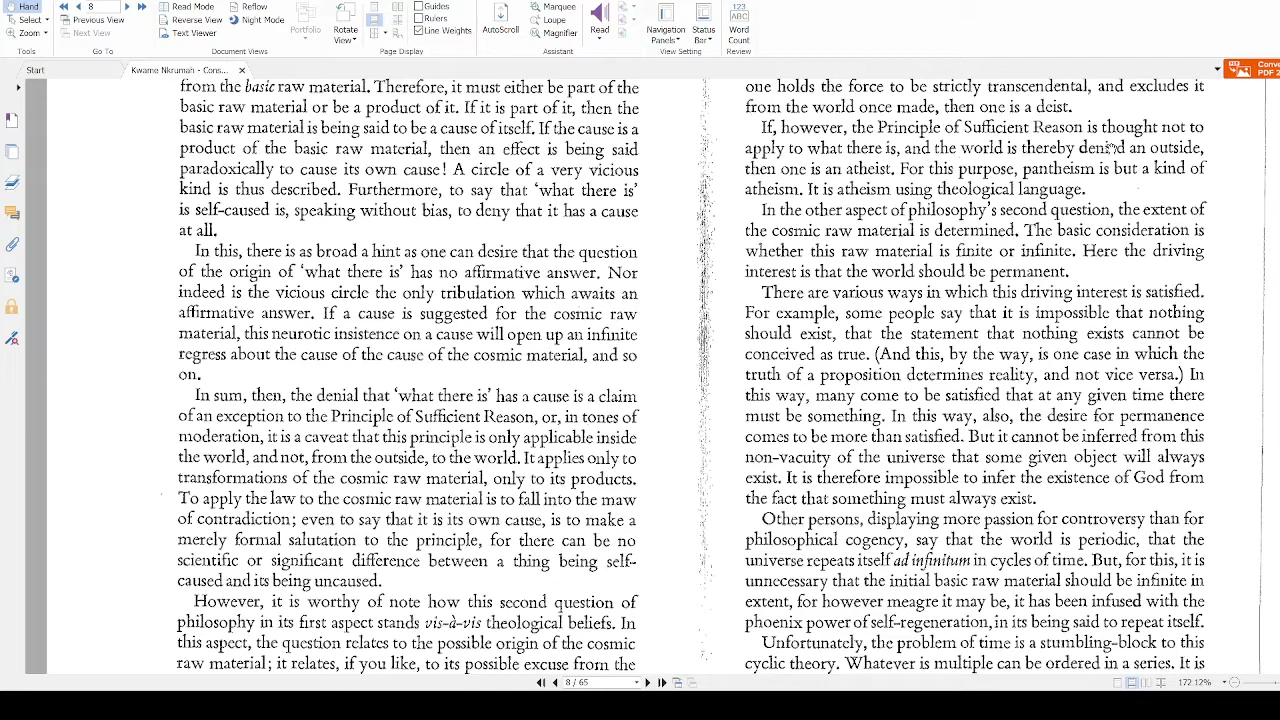 Hand
Select
Zoom
Tools
8
Previous View
Next View
Go To
Read Mode
Reverse View
Text Viewer
Reflow
Night Mode
Document Views
Portfolio
Rotate
View
Guides
Rulers
Line Weights
Page Display
AutoScroll
Marquee
Loupe
Magnifier
Assistant
Read
Navigation
Panels
Status
Bar
View Setting
123
ABC
Word
Count
Review
Start
Kwame Nkrumah - Cons...
Conve
PDF 2
from the basic raw material. Therefore, it must either be part of the
basic raw material or be a product of it. If it is part of it, then the
basic raw material is being said to be a cause of itself. If the cause is a
product of the basic raw material, then an effect is being said
paradoxically to cause its own cause! A circle of a very vicious
kind is thus described. Furthermore, to say that ‘what there is’
is self-caused is, speaking without bias, to deny that it has a cause
at all.
In this, there is as broad a hint as one can desire that the question
of the origin of ‘what there is’ has no affirmative answer. Nor
indeed is the vicious circle the only tribulation which awaits an
affirmative answer. If a cause is suggested for the cosmic raw
material, this neurotic insistence on a cause will open up an infinite
regress about the cause of the cause of the cosmic material, and so
on.
In sum, then, the denial that ‘what there is’ has a cause is a claim
of an exception to the Principle of Sufficient Reason, or, in tones of
moderation, it is a caveat that this principle is only applicable inside
the world, and not, from the outside, to the world. It applies only to
transformations of the cosmic raw material, only to its products.
To apply the law to the cosmic raw material is to fall into the maw
of contradiction; even to say that it is its own cause, is to make a
merely formal salutation to the principle, for there can be no
scientific or significant difference between a thing being self-
caused and its being uncaused.
However, it is worthy of note how this second question of
philosophy in its first aspect stands vis-à-vis theological beliefs. In
this aspect, the question relates to the possible origin of the cosmic
raw material; it relates, if you like, to its possible excuse from the
one holds the force to be strictly transcendental, and excludes it
from the world once made, then one is a deist.
If, however, the Principle of Sufficient Reason is thought not to
apply to what there is, and the world is thereby denied an outside,
then one is an atheist. For this purpose, pantheism is but a kind of
atheism. It is atheism using theological language.
In the other aspect of philosophy’s second question, the extent of
the cosmic raw material is determined. The basic consideration is
whether this raw material is finite or infinite. Here the driving
interest is that the world should be permanent.
There are various ways in which this driving interest is satisfied.
For example, some people say that it is impossible that nothing
should exist, that the statement that nothing exists cannot be
conceived as true. (And this, by the way, is one case in which the
truth of a proposition determines reality, and not vice versa.) In
this way, many come to be satisfied that at any given time there
must be something. In this way, also, the desire for permanence
comes to be more than satisfied. But it cannot be inferred from this
non-vacuity of the universe that some given object will always
exist. It is therefore impossible to infer the existence of God from
the fact that something must always exist.
Other persons, displaying more passion for controversy than for
philosophical cogency, say that the world is periodic, that the
universe repeats itself ad infinitum in cycles of time. But, for this, it is
unnecessary that the initial basic raw material should be infinite in
extent, for however meagre it may be, it has been infused with the
phoenix power of self-regeneration, in its being said to repeat itself.
Unfortunately, the problem of time is a stumbling-block to this
cyclic theory. Whatever is multiple can be ordered in a series. It is
8 / 65
172.12%